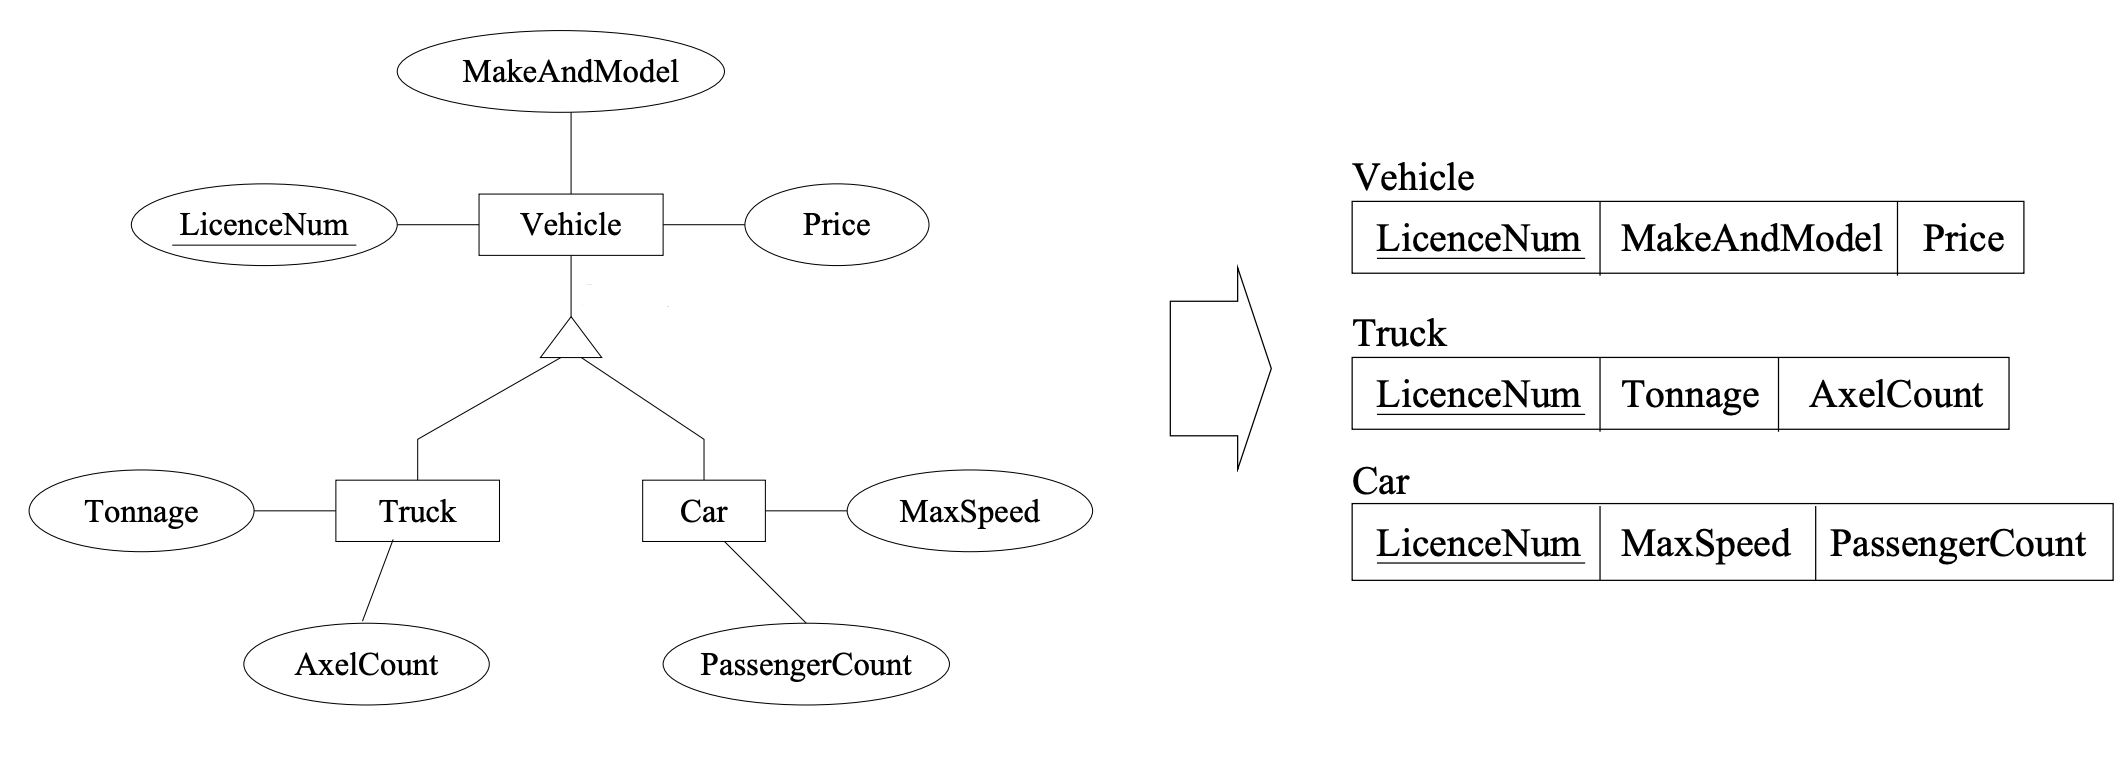 MakeAndModel
LicenceNum
Vehicle
Price
Tonnage
Truck
Car
MaxSpeed
AxelCount
PassengerCount
Vehicle
LicenceNum MakeAndModel Price
Truck
LicenceNum Tonnage AxelCount
Car
LicenceNum MaxSpeed PassengerCount